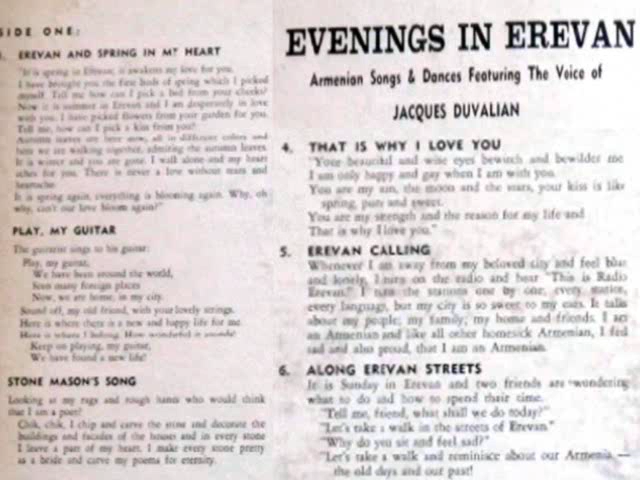 SIDE ONE:
1. EREVAN AND SPRING IN MY HEART
"It is spring in Erevan; it awakens my love for you.
I have brought you the first buds of spring which I picked
myself. Tell me how can I pick a bud from your cheeks?
Now it is summer in Erevan and I am desperately in love
with you. I have picked flowers from your garden for you.
Tell me, how can I pick a kiss from you?
Autumn leaves are here now, all in different colors and
here we are walking together, admiring the autumn leaves.
It is winter and you are gone. I walk alone and my heart
aches for you. There is never a love without tears and
heartache.
It is spring again, everything is blooming again. Why, oh
why, can't our love bloom again?"
PLAY, MY GUITAR
The guitarist sings to his guitar:
Play, my guitar,
We have been around the world,
Seen many foreign places
Now, we are home, in my city.
Sound off, my old friend, with your lovely strings.
Here is where there is a new and happy life for me.
Here is where I belong. How wonderful it sounds!
Keep on playing, my guitar,
We have found a new life!
STONE MASON'S SONG
Looking at my rags and rough hands who would think
that I am a poet?
Chik, chik, I chip and carve the stone and decorate the
buildings and facades of the houses and in every stone
I leave a part of my heart. I make every stone pretty
as a bride and carve my poems for eternity.
EVENINGS IN EREVAN
Armenian Songs & Dances Featuring The Voice of
JACQUES DUVALIAN
4. THAT IS WHY I LOVE YOU
"Your beautiful and wise eyes bewitch and bewilder me
I am only happy and gay when I am with you.
You are my sun, the moon and the stars, your kiss is like
spring, pure and sweet.
You are my strength and the reason for my life and
That is why I love you."
5. EREVAN CALLING
Whenever I am away from my beloved city and feel blue
and lonely, I turn on the radio and hear "This is Radio
Erevan." I turn the stations one by one, every station,
every language, but my city is so sweet to my ears. It talks
about my people, my family, my home and friends. I am
an Armenian and like all other homesick Armenian, I feel
sad and also proud, that I am an Armenian.
6. ALONG EREVAN STREETS
It is Sunday in Erevan and two friends are wondering
what to do and how to spend their time.
"Tell me, friend, what shall we do today?"
"Let's take a walk in the streets of Erevan."
"Why do you sit and feel sad?"
"Let's take a walk and reminisce about our Armenia —
the old days and our past!